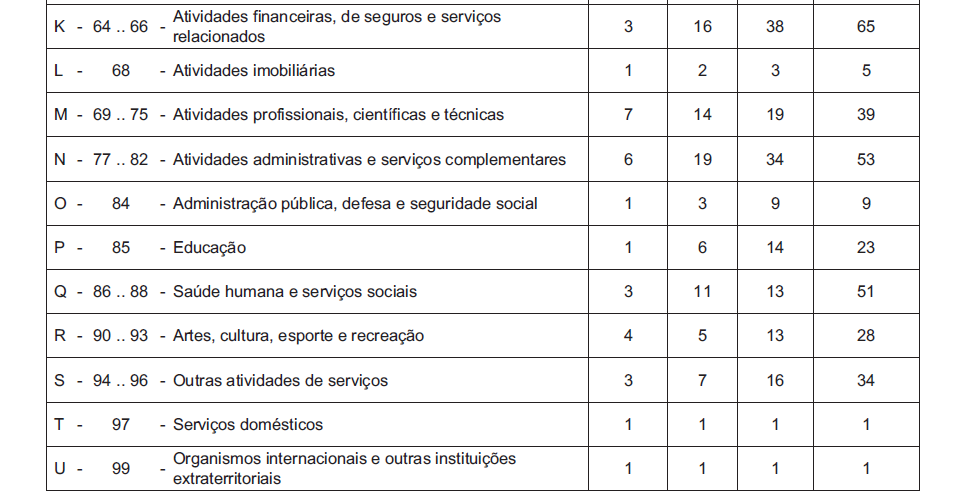 K - 64 .. 66 - Atividades financeiras, de seguros e serviços relacionados 3 16 38 65
L - 68 - Atividades imobiliárias 1 2 3 5
M - 69 .. 75 - Atividades profissionais, científicas e técnicas 7 14 19 39
N - 77 .. 82 - Atividades administrativas e serviços complementares 6 19 34 53
O - 84 - Administração pública, defesa e seguridade social 1 3 9 9
P - 85 - Educação 1 6 14 23
Q - 86 .. 88 - Saúde humana e serviços sociais 3 11 13 51
R - 90 .. 93 - Artes, cultura, esporte e recreação 4 5 13 28
S - 94 .. 96 - Outras atividades de serviços 3 7 16 34
T - 97 - Serviços domésticos 1 1 1 1
U - 99 - Organismos internacionais e outras instituições extraterritoriais 1 1 1 1